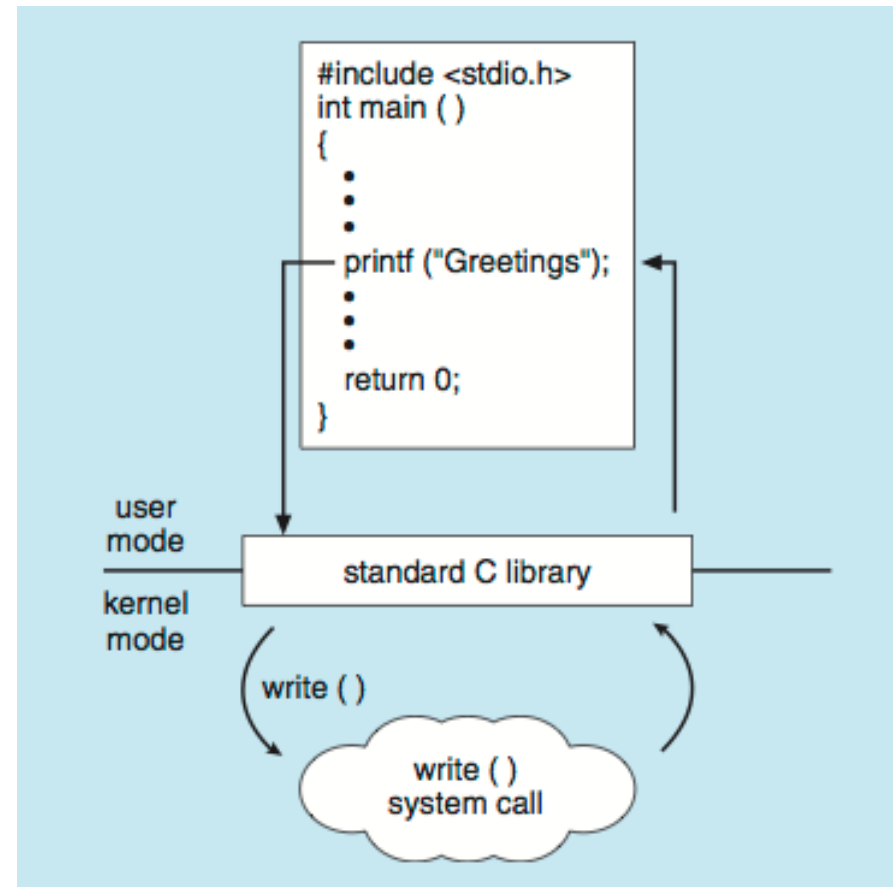 #include <stdio.h>
int main ( )
{
•
•
•
printf ("Greetings");
•
•
•
return 0;
}
user
mode
standard C library
kernel
mode
write ( )
write ( )
system call